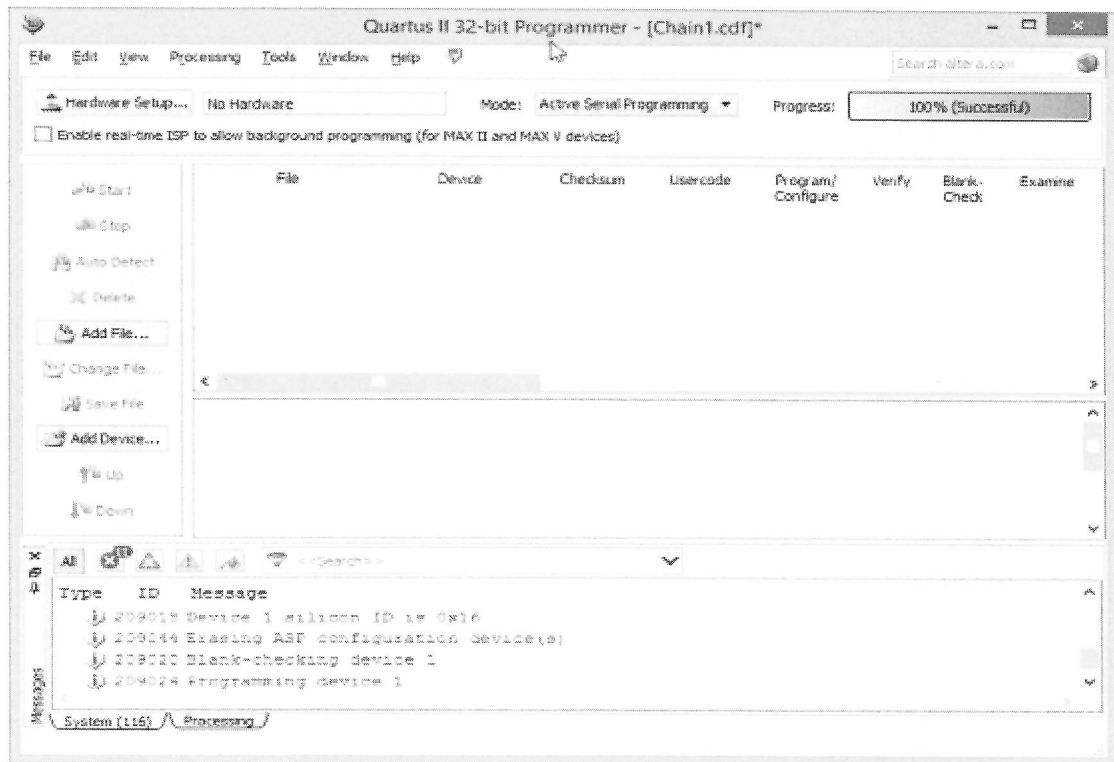 Quartus II 32-bit Programmer - [Chain1.cdf]*
File Edit View Processing Tools Window Help
Search altera.com
Hardware Setup... No Hardware Mode: Active Serial Programming Progress: 100% (Successful)
Enable real-time ISP to allow background programming (for MAX II and MAX V devices)
File Device Checksum Usercode Program/ Configure Verify Blank- Check Examine
Start
Stop
Auto Detect
Delete
Add File...
Change File...
Save File
Add Device...
Up
Down
All <<Search>>
Type ID Message
Device 1 silicon ID is 0x16
209044 Erasing ASP configuration device(s)
209020 Blank-checking device 1
209024 Programming device 1
Messages
System (116) Processing